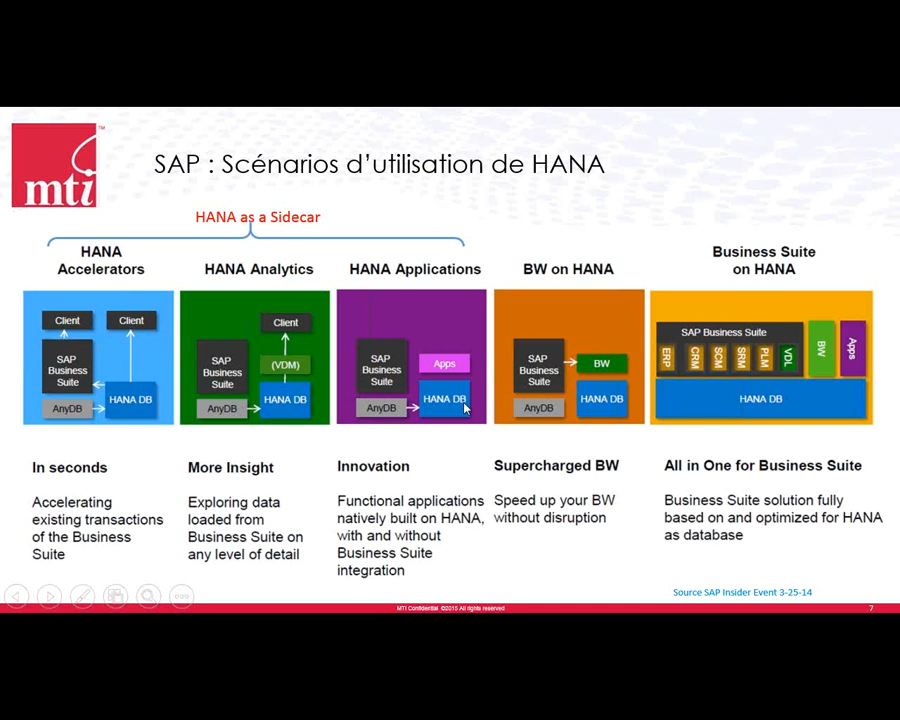 mti
TM
SAP : Scénarios d’utilisation de HANA
HANA as a Sidecar
HANA
Accelerators
HANA Analytics
HANA Applications
BW on HANA
Business Suite
on HANA
Client
Client
SAP
Business
Suite
AnyDB
HANA DB
Client
SAP
Business
Suite
(VDM)
AnyDB
HANA DB
SAP
Business
Suite
Apps
AnyDB
HANA DB
SAP
Business
Suite
BW
AnyDB
HANA DB
SAP Business Suite
ERP
CRM
SCM
SRM
PLM
VDL
BW
Apps
HANA DB
In seconds
Accelerating
existing transactions
of the Business
Suite
More Insight
Exploring data
loaded from
Business Suite on
any level of detail
Innovation
Functional applications
natively built on HANA,
with and without
Business Suite
integration
Supercharged BW
Speed up your BW
without disruption
All in One for Business Suite
Business Suite solution fully
based on and optimized for HANA
as database
Source SAP Insider Event 3-25-14
MTI Confidential ©2015 All rights reserved
7